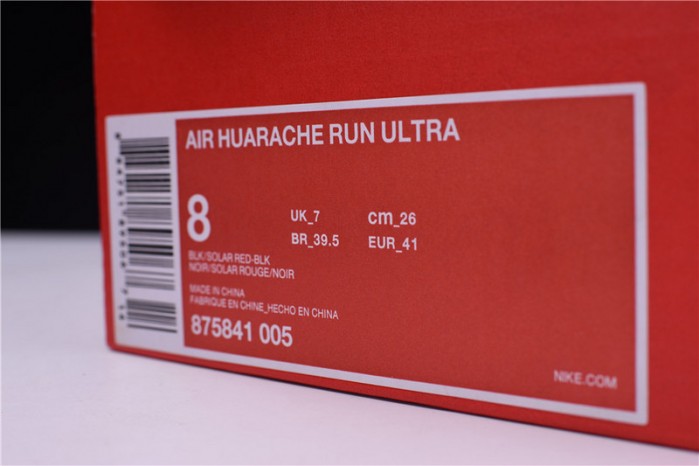 AIR HUARACHE RUN ULTRA
8
UK_7 cm_26
BR_39.5 EUR_41
BLK/SOLAR RED-BLK
NOIR/SOLAR ROUGE/NOIR
MADE IN CHINA
FABRIQUE EN CHINE_HECHO EN CHINA
875841 005
NIKE.COM